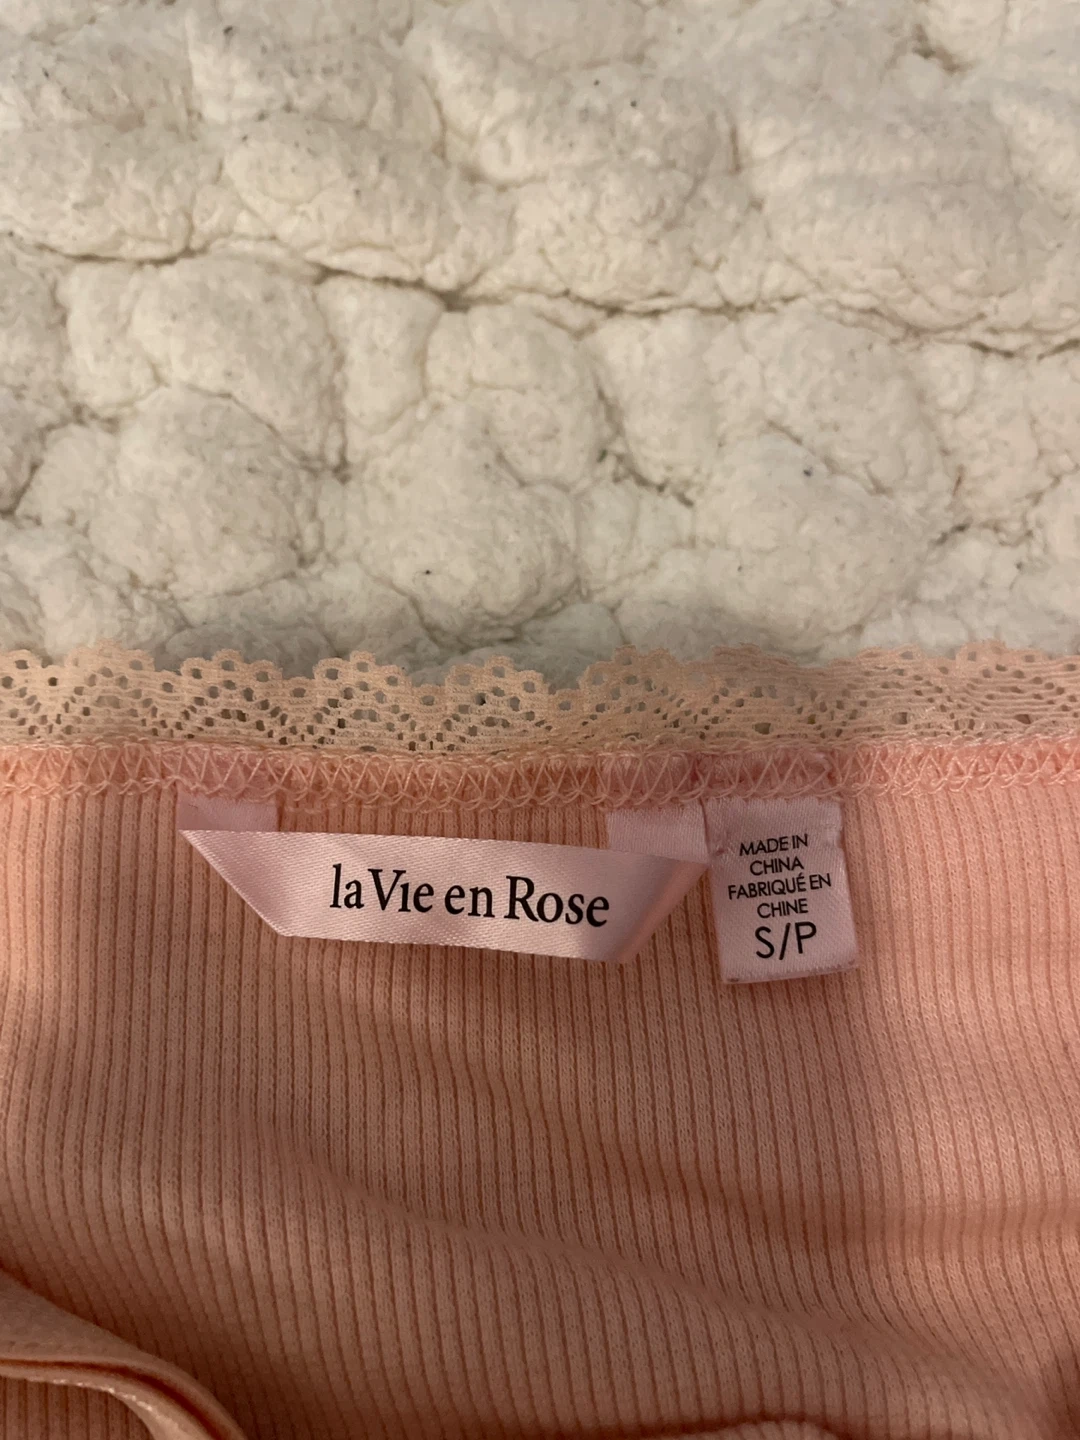 la Vie en Rose
MADE IN
CHINA
FABRIQUÉ EN
CHINE
S/P